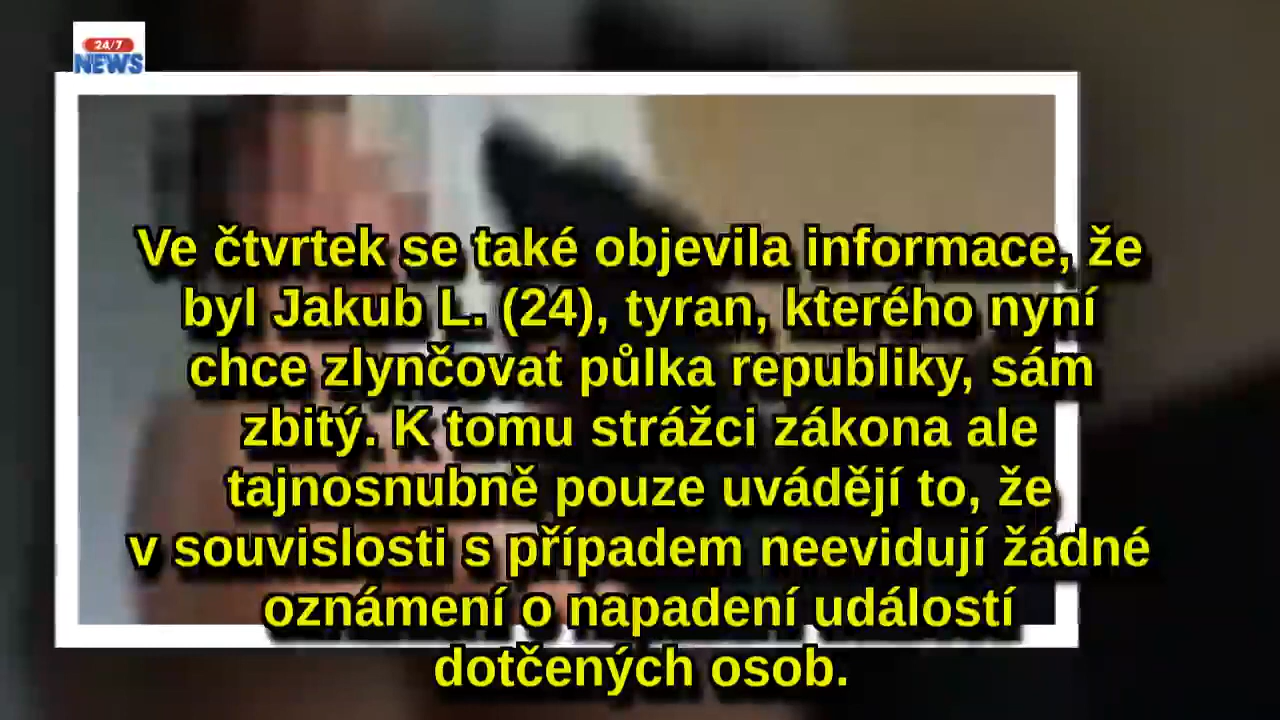 24/7
NEWS
Ve čtvrtek se také objevila informace, že
byl Jakub L. (24), tyran, kterého nyní
chce zlynčovat půlka republiky, sám
zbitý. K tomu strážci zákona ale
tajnosnubně pouze uvádějí to, že
v souvislosti s případem neevidují žádné
oznámení o napadení událostí
dotčených osob.